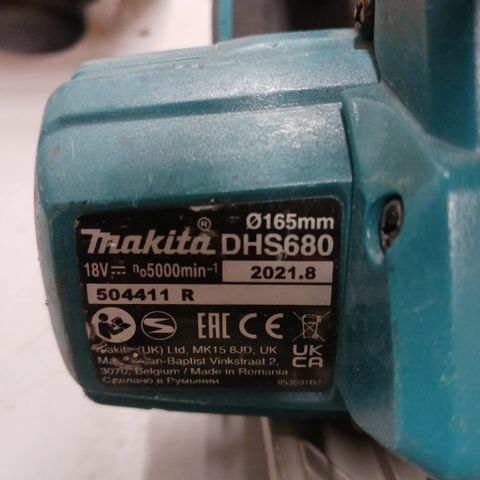 Ø165mm
makita® DHS680
18V⎓ n₀5000min⁻¹ 2021.8
504411 R
EAC CE
(UK) Ltd, MK15 8JD, UK
-Baptist Vinkstraat 2,
3070, Belgium / Made in Romania
Сделано в Румынии
UK
CA